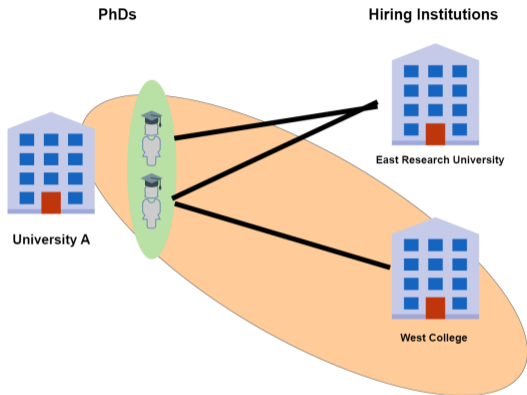 PhDs
Hiring Institutions
East Research University
University A
West College